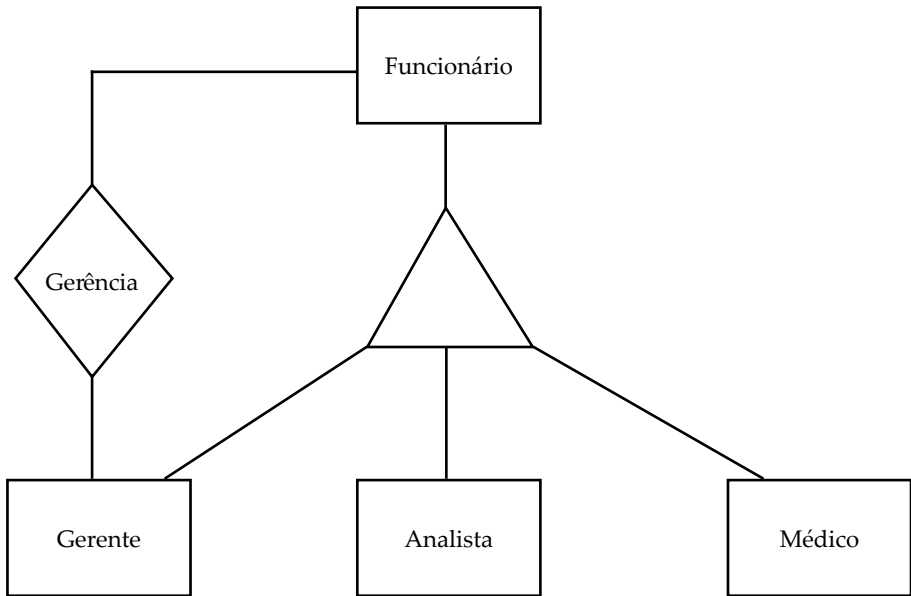 Funcionário
Gerência
Gerente
Analista
Médico